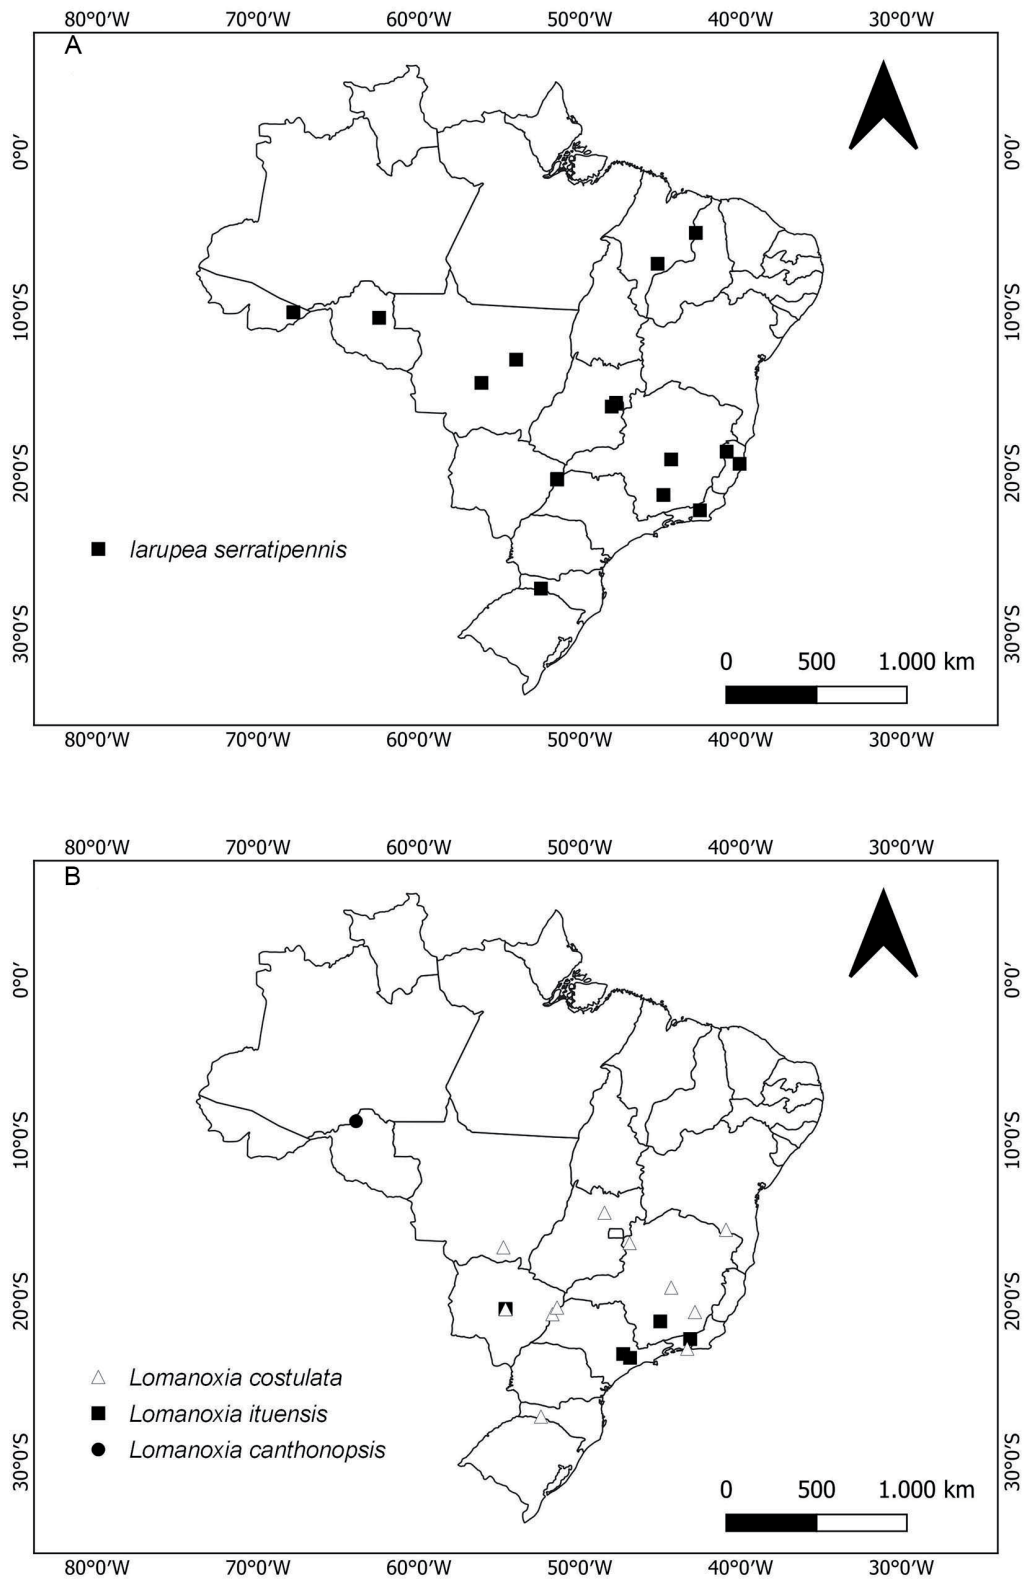 80°0'W 70°0'W 60°0'W 50°0'W 40°0'W 30°0'W
A
0°0'
0°0'
10°0'S
10°0'S
20°0'S
20°0'S
Iarupea serratipennis
30°0'S
30°0'S
0 500 1.000 km
80°0'W 70°0'W 60°0'W 50°0'W 40°0'W 30°0'W
80°0'W 70°0'W 60°0'W 50°0'W 40°0'W 30°0'W
B
0°0'
0°0'
10°0'S
10°0'S
20°0'S
20°0'S
Lomanoxia costulata
Lomanoxia ituensis
Lomanoxia canthonopsis
30°0'S
30°0'S
0 500 1.000 km
80°0'W 70°0'W 60°0'W 50°0'W 40°0'W 30°0'W